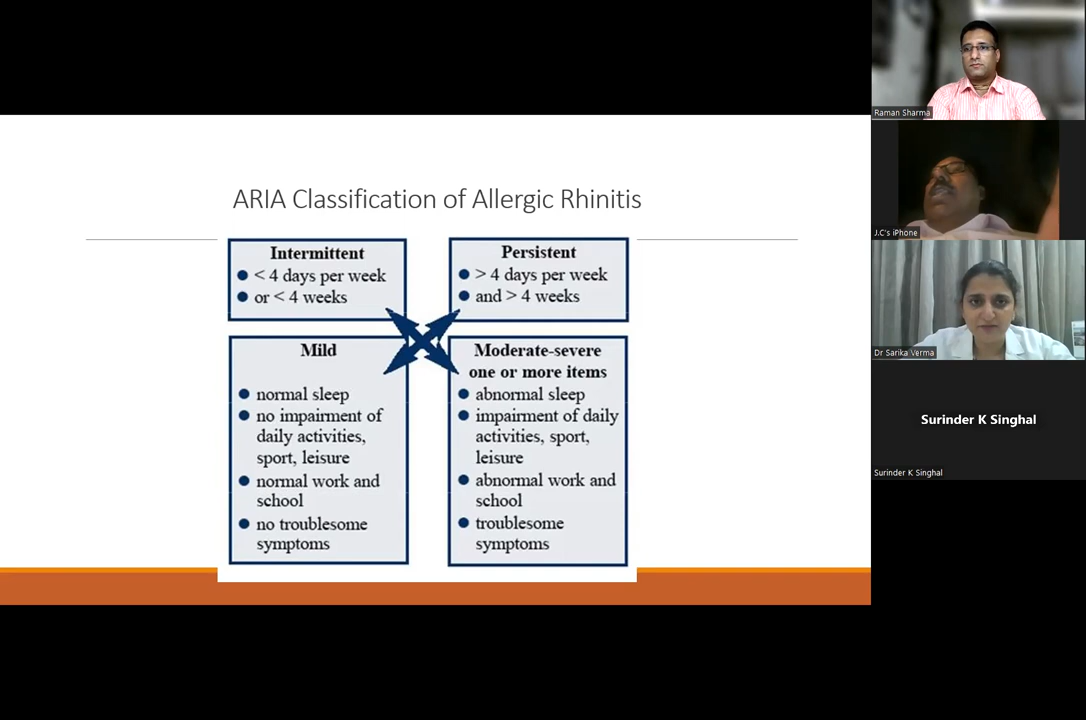 ARIA Classification of Allergic Rhinitis
Intermittent
● < 4 days per week
● or < 4 weeks
Persistent
● > 4 days per week
● and > 4 weeks
Mild
● normal sleep
● no impairment of
daily activities,
sport, leisure
● normal work and
school
● no troublesome
symptoms
Moderate-severe
one or more items
● abnormal sleep
● impairment of daily
activities, sport,
leisure
● abnormal work and
school
● troublesome
symptoms
Raman Sharma
J.C's iPhone
Dr Sarika Verma
Surinder K Singhal
Surinder K Singhal